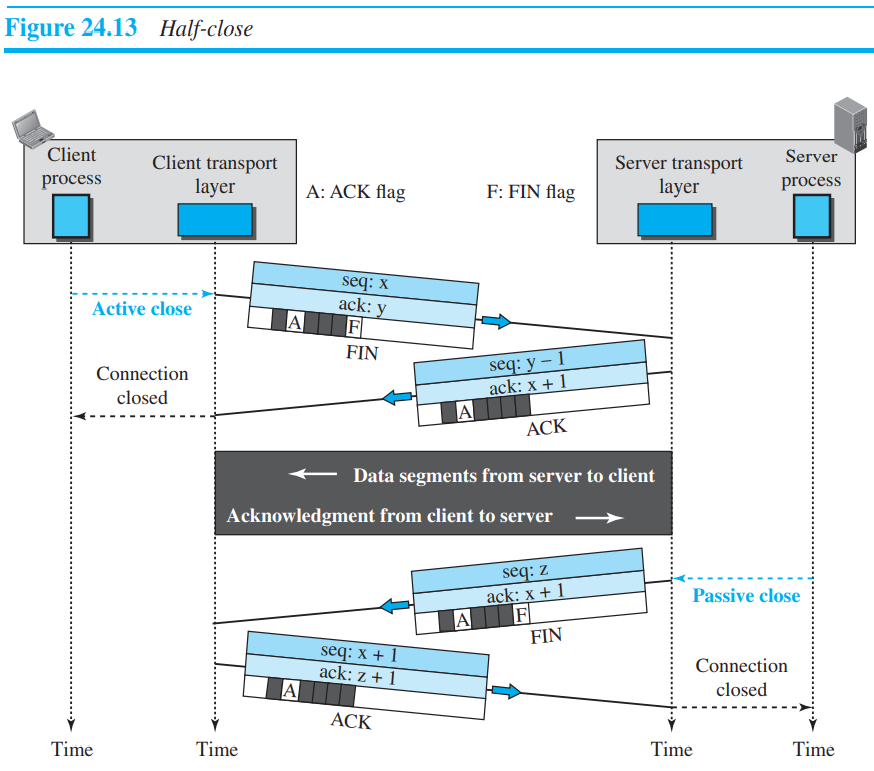 Figure 24.13 Half-close
Client
process
Client transport
layer
A: ACK flag
F: FIN flag
Server transport
layer
Server
process
Active close
seq: x
ack: y
A
F
FIN
Connection
closed
seq: y – 1
ack: x + 1
A
ACK
Data segments from server to client
Acknowledgment from client to server
Passive close
seq: z
ack: x + 1
A
F
FIN
seq: x + 1
ack: z + 1
A
ACK
Connection
closed
Time
Time
Time
Time